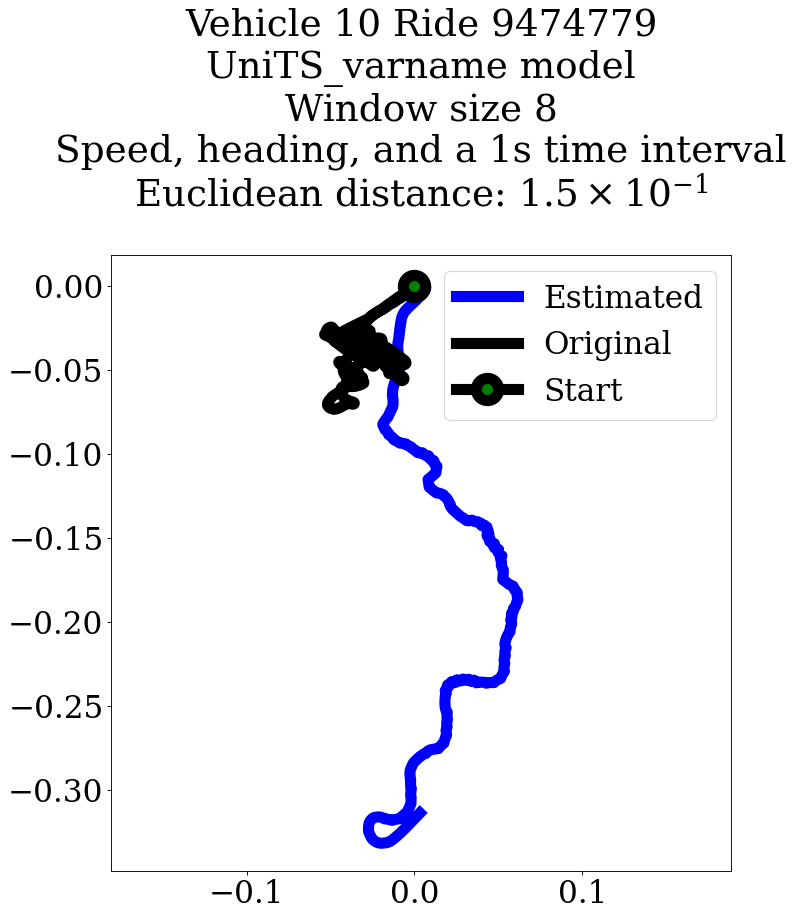 Vehicle 10 Ride 9474779
UniTS_varname model
Window size 8
Speed, heading, and a 1s time interval
Euclidean distance: $1.5 \times 10^{-1}$
Estimated
Original
Start
0.00
−0.05
−0.10
−0.15
−0.20
−0.25
−0.30
−0.1
0.0
0.1